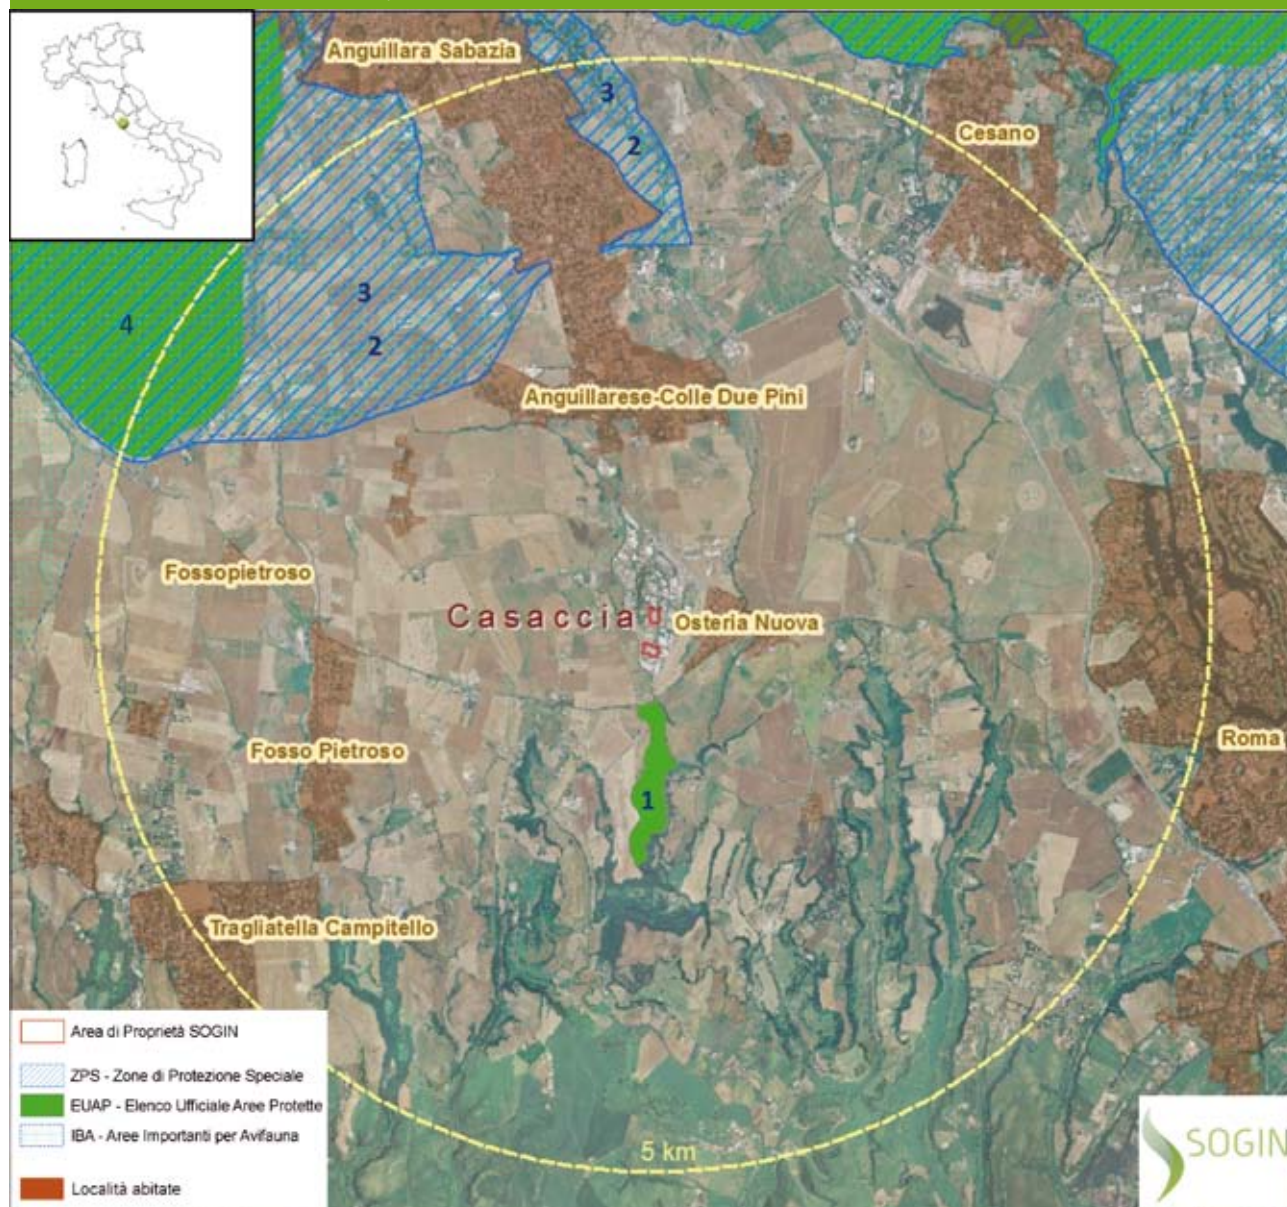 Anguillara Sabazia
3
2
Cesano
3
4
2
Anguillarese-Colle Due Pini
Fossopietroso
Casaccia
Osteria Nuova
Fosso Pietroso
Roma
1
Tragliatella Campitello
Area di Proprietà SOGIN
ZPS - Zone di Protezione Speciale
EUAP - Elenco Ufficiale Aree Protette
IBA - Aree Importanti per Avifauna
Località abitate
5 km
SOGIN